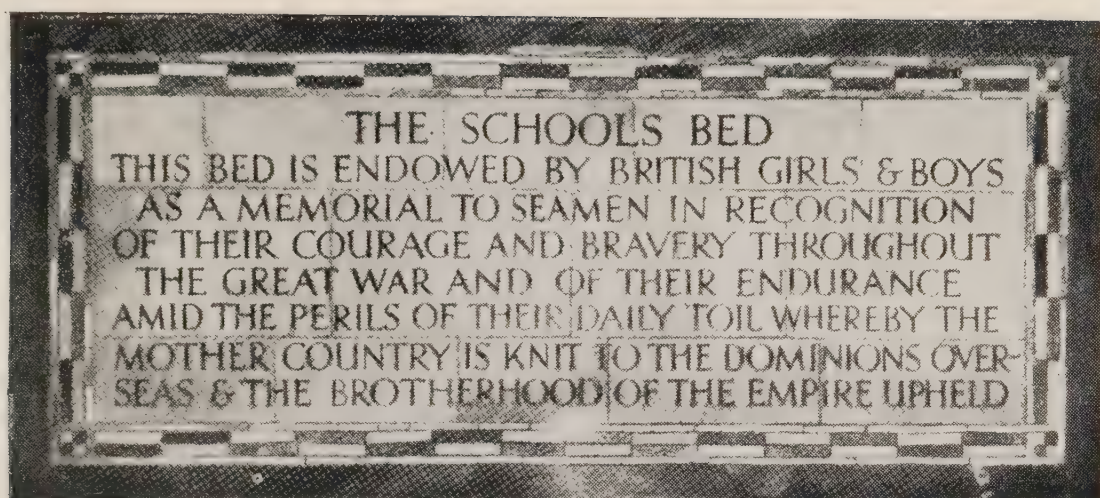 THE SCHOOLS BED
THIS BED IS ENDOWED BY BRITISH GIRLS & BOYS
AS A MEMORIAL TO SEAMEN IN RECOGNITION
OF THEIR COURAGE AND BRAVERY THROUGHOUT
THE GREAT WAR AND OF THEIR ENDURANCE
AMID THE PERILS OF THEIR DAILY TOIL WHEREBY THE
MOTHER COUNTRY IS KNIT TO THE DOMINIONS OVER-
SEAS & THE BROTHERHOOD OF THE EMPIRE UPHELD